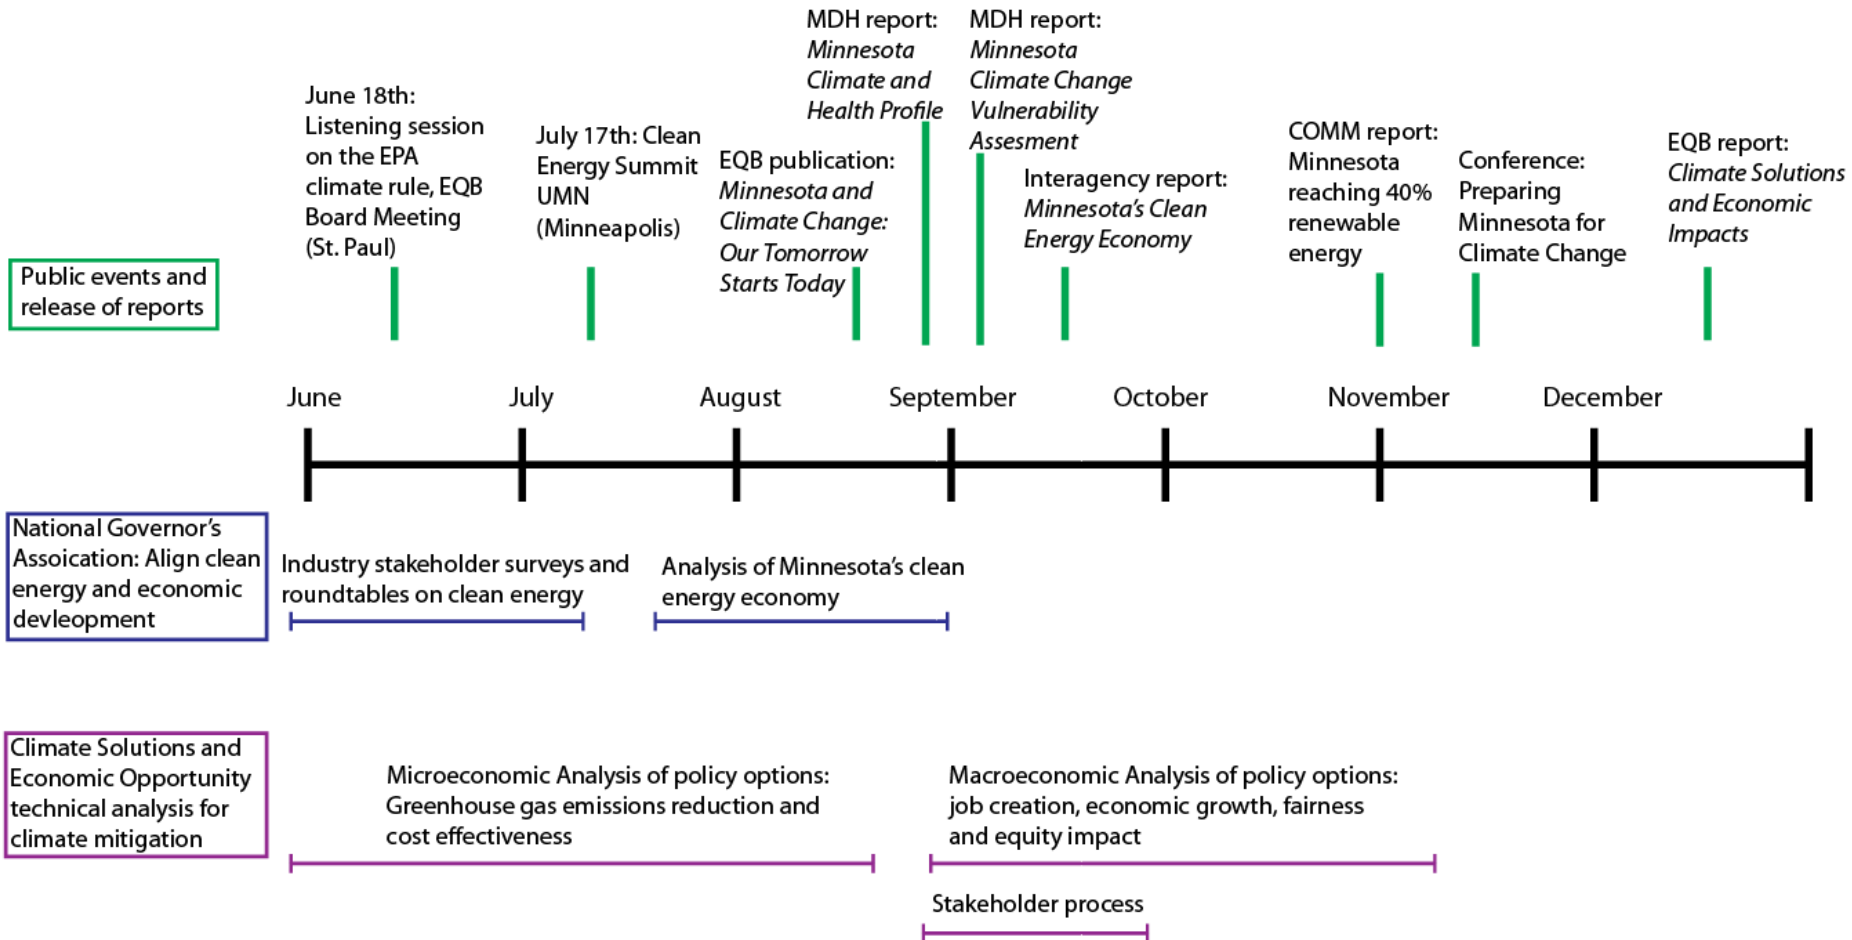 MDH report:
Minnesota
Climate and
Health Profile
MDH report:
Minnesota
Climate Change
Vulnerability
Assesment
June 18th:
Listening session
on the EPA
climate rule, EQB
Board Meeting
(St. Paul)
July 17th: Clean
Energy Summit
UMN
(Minneapolis)
EQB publication:
Minnesota and
Climate Change:
Our Tomorrow
Starts Today
Interagency report:
Minnesota's Clean
Energy Economy
COMM report:
Minnesota
reaching 40%
renewable
energy
Conference:
Preparing
Minnesota for
Climate Change
EQB report:
Climate Solutions
and Economic
Impacts
Public events and
release of reports
June
July
August
September
October
November
December
National Governor's
Assoication: Align clean
energy and economic
devleopment
Industry stakeholder surveys and
roundtables on clean energy
Analysis of Minnesota's clean
energy economy
Climate Solutions and
Economic Opportunity
technical analysis for
climate mitigation
Microeconomic Analysis of policy options:
Greenhouse gas emissions reduction and
cost effectiveness
Macroeconomic Analysis of policy options:
job creation, economic growth, fairness
and equity impact
Stakeholder process